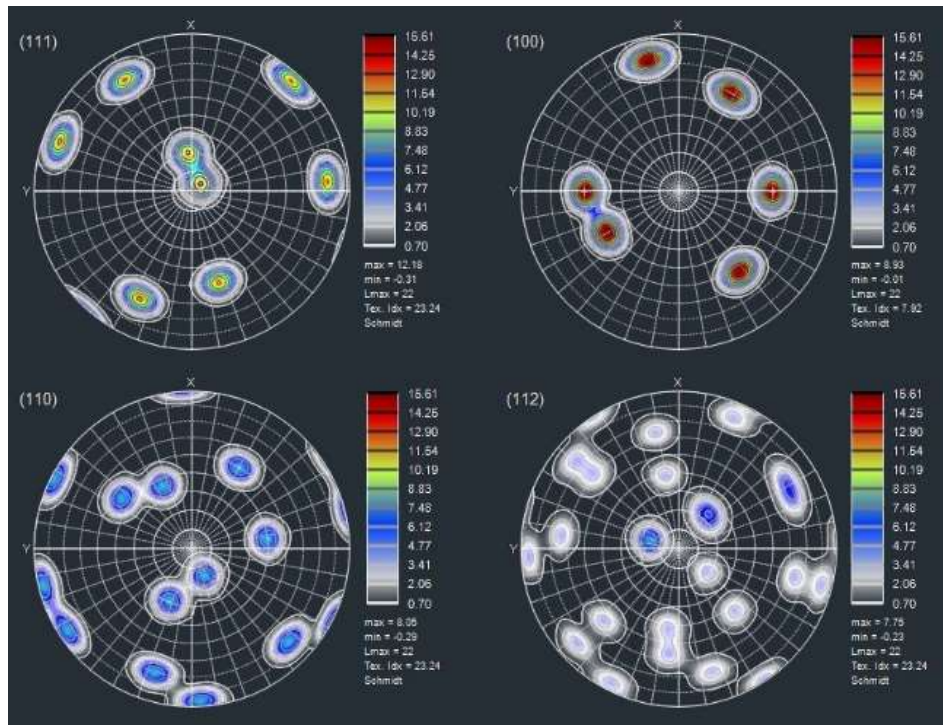 X
(111)
15.61
14.25
12.90
11.54
10.19
8.83
7.48
6.12
4.77
3.41
2.06
0.70
Y
max = 12.18
min = -0.31
Lmax = 22
Tex. Idx = 23.24
Schmidt
X
(100)
15.61
14.25
12.90
11.54
10.19
8.83
7.48
6.12
4.77
3.41
2.06
0.70
Y
max = 8.93
min = -0.01
Lmax = 22
Tex. Idx = 7.92
Schmidt
X
(110)
15.61
14.25
12.90
11.54
10.19
8.83
7.48
6.12
4.77
3.41
2.06
0.70
Y
max = 8.05
min = -0.29
Lmax = 22
Tex. Idx = 23.24
Schmidt
X
(112)
15.61
14.25
12.90
11.54
10.19
8.83
7.48
6.12
4.77
3.41
2.06
0.70
Y
max = 7.75
min = -0.23
Lmax = 22
Tex. Idx = 23.24
Schmidt